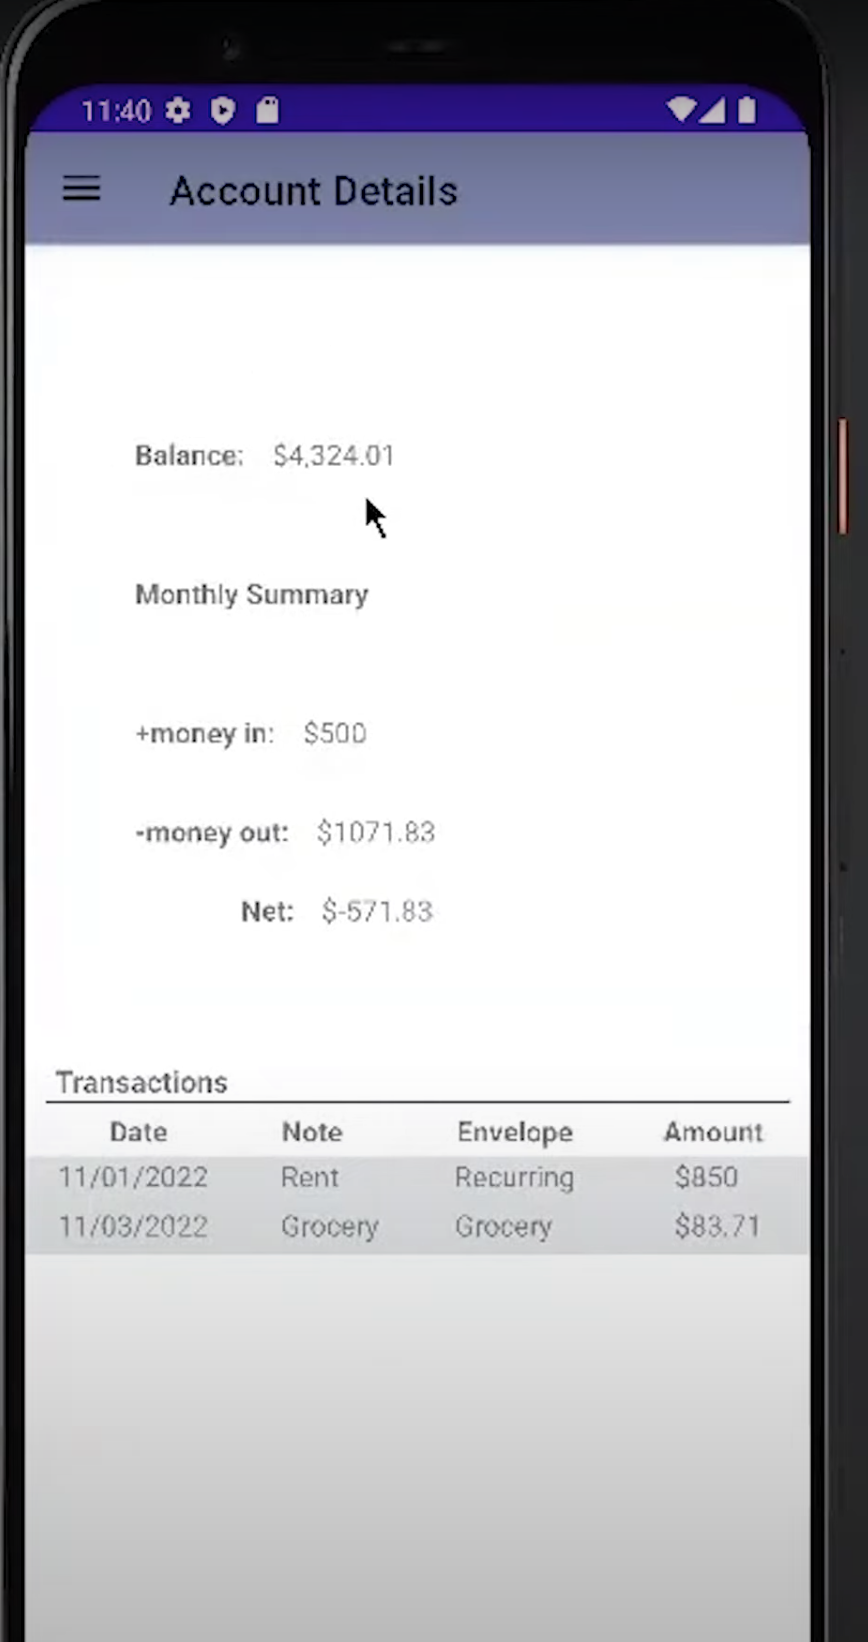 11:40
Account Details
Balance: $4,324.01
Monthly Summary
+money in: $500
-money out: $1071.83
Net: $-571.83
Transactions
Date Note Envelope Amount
11/01/2022 Rent Recurring $850
11/03/2022 Grocery Grocery $83.71